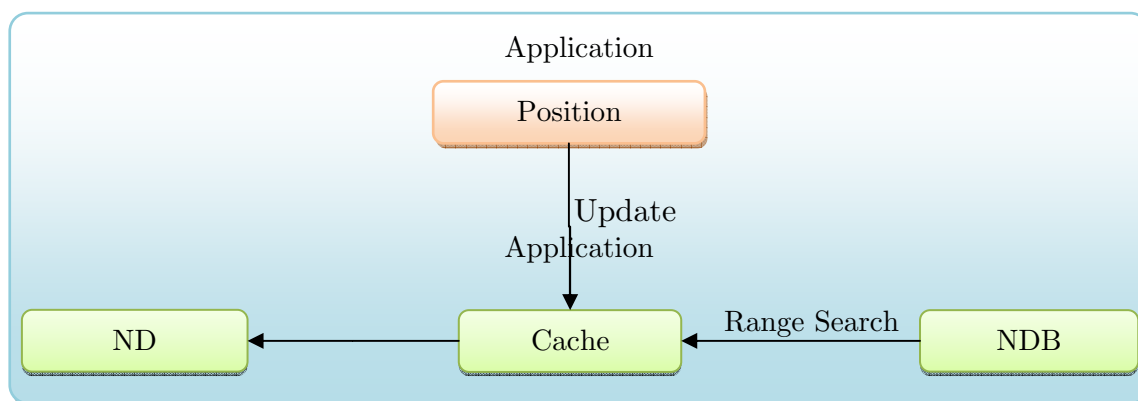 Application
Position
Update
Application
ND
Cache
Range Search
NDB